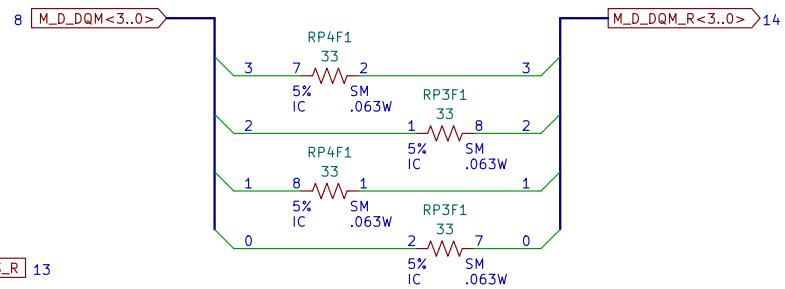 8 M_D_DQM<3..0> M_D_DQM_R<3..0> 14
RP4F1
33
3 7 2 3
5% SM
IC .063W
RP3F1
33
2 1 8 2
5% SM
IC .063W
RP4F1
33
1 8 1 1
5% SM
IC .063W
RP3F1
33
0 2 7 0
5% SM
IC .063W
_R 13